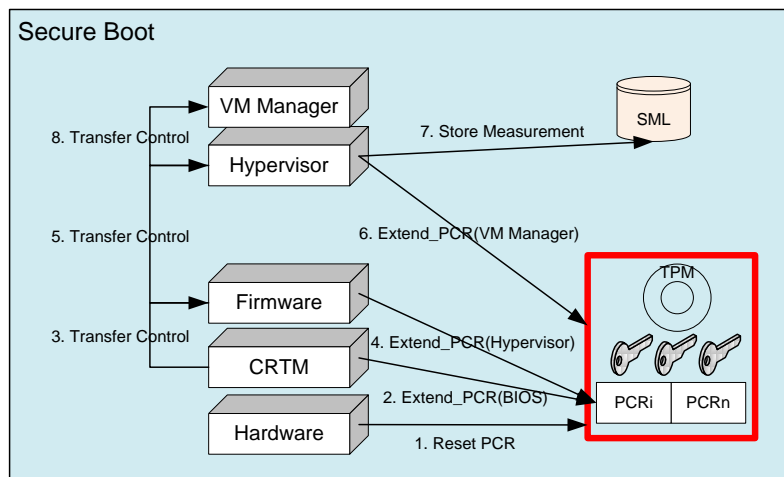 Secure Boot
VM Manager
SML
8. Transfer Control
7. Store Measurement
Hypervisor
5. Transfer Control
6. Extend_PCR(VM Manager)
TPM
Firmware
3. Transfer Control
4. Extend_PCR(Hypervisor)
CRTM
2. Extend_PCR(BIOS)
PCRi
PCRn
Hardware
1. Reset PCR